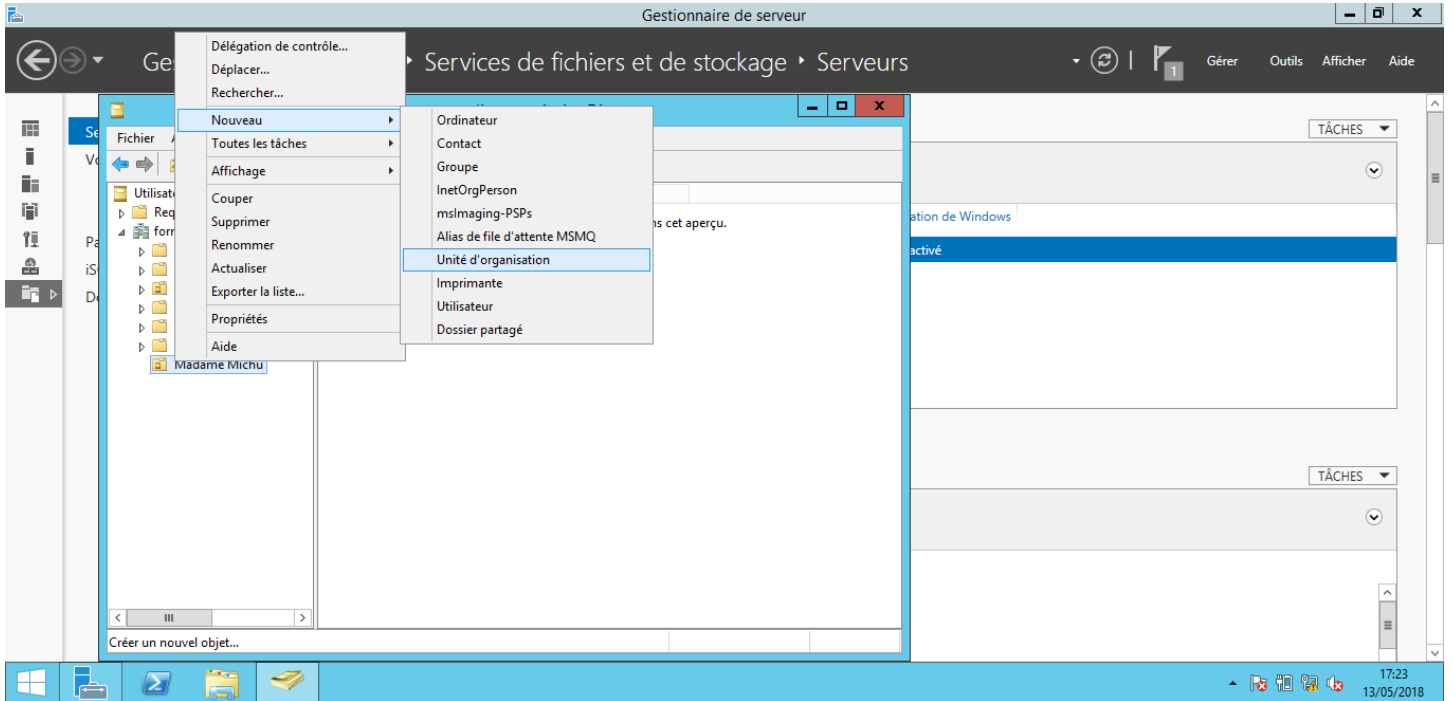 Gestionnaire de serveur
Services de fichiers et de stockage ‣ Serveurs
1
Gérer
Outils
Afficher
Aide
Délégation de contrôle...
Déplacer...
Rechercher...
Nouveau
Toutes les tâches
Affichage
Couper
Supprimer
Renommer
Actualiser
Exporter la liste...
Propriétés
Aide
Ordinateur
Contact
Groupe
InetOrgPerson
msImaging-PSPs
Alias de file d'attente MSMQ
Unité d'organisation
Imprimante
Utilisateur
Dossier partagé
Fichier
cet aperçu.
de Windows
Madame Michu
TÂCHES
TÂCHES
Créer un nouvel objet...
17:23
13/05/2018